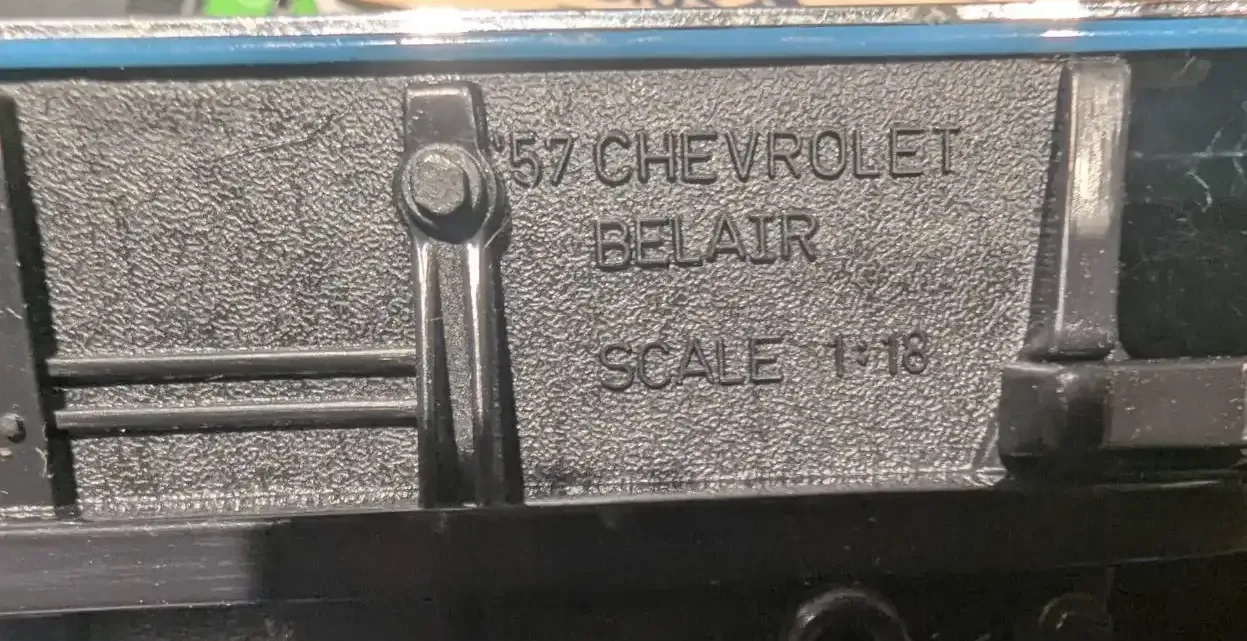 '57 CHEVROLET
BELAIR
SCALE 1:18